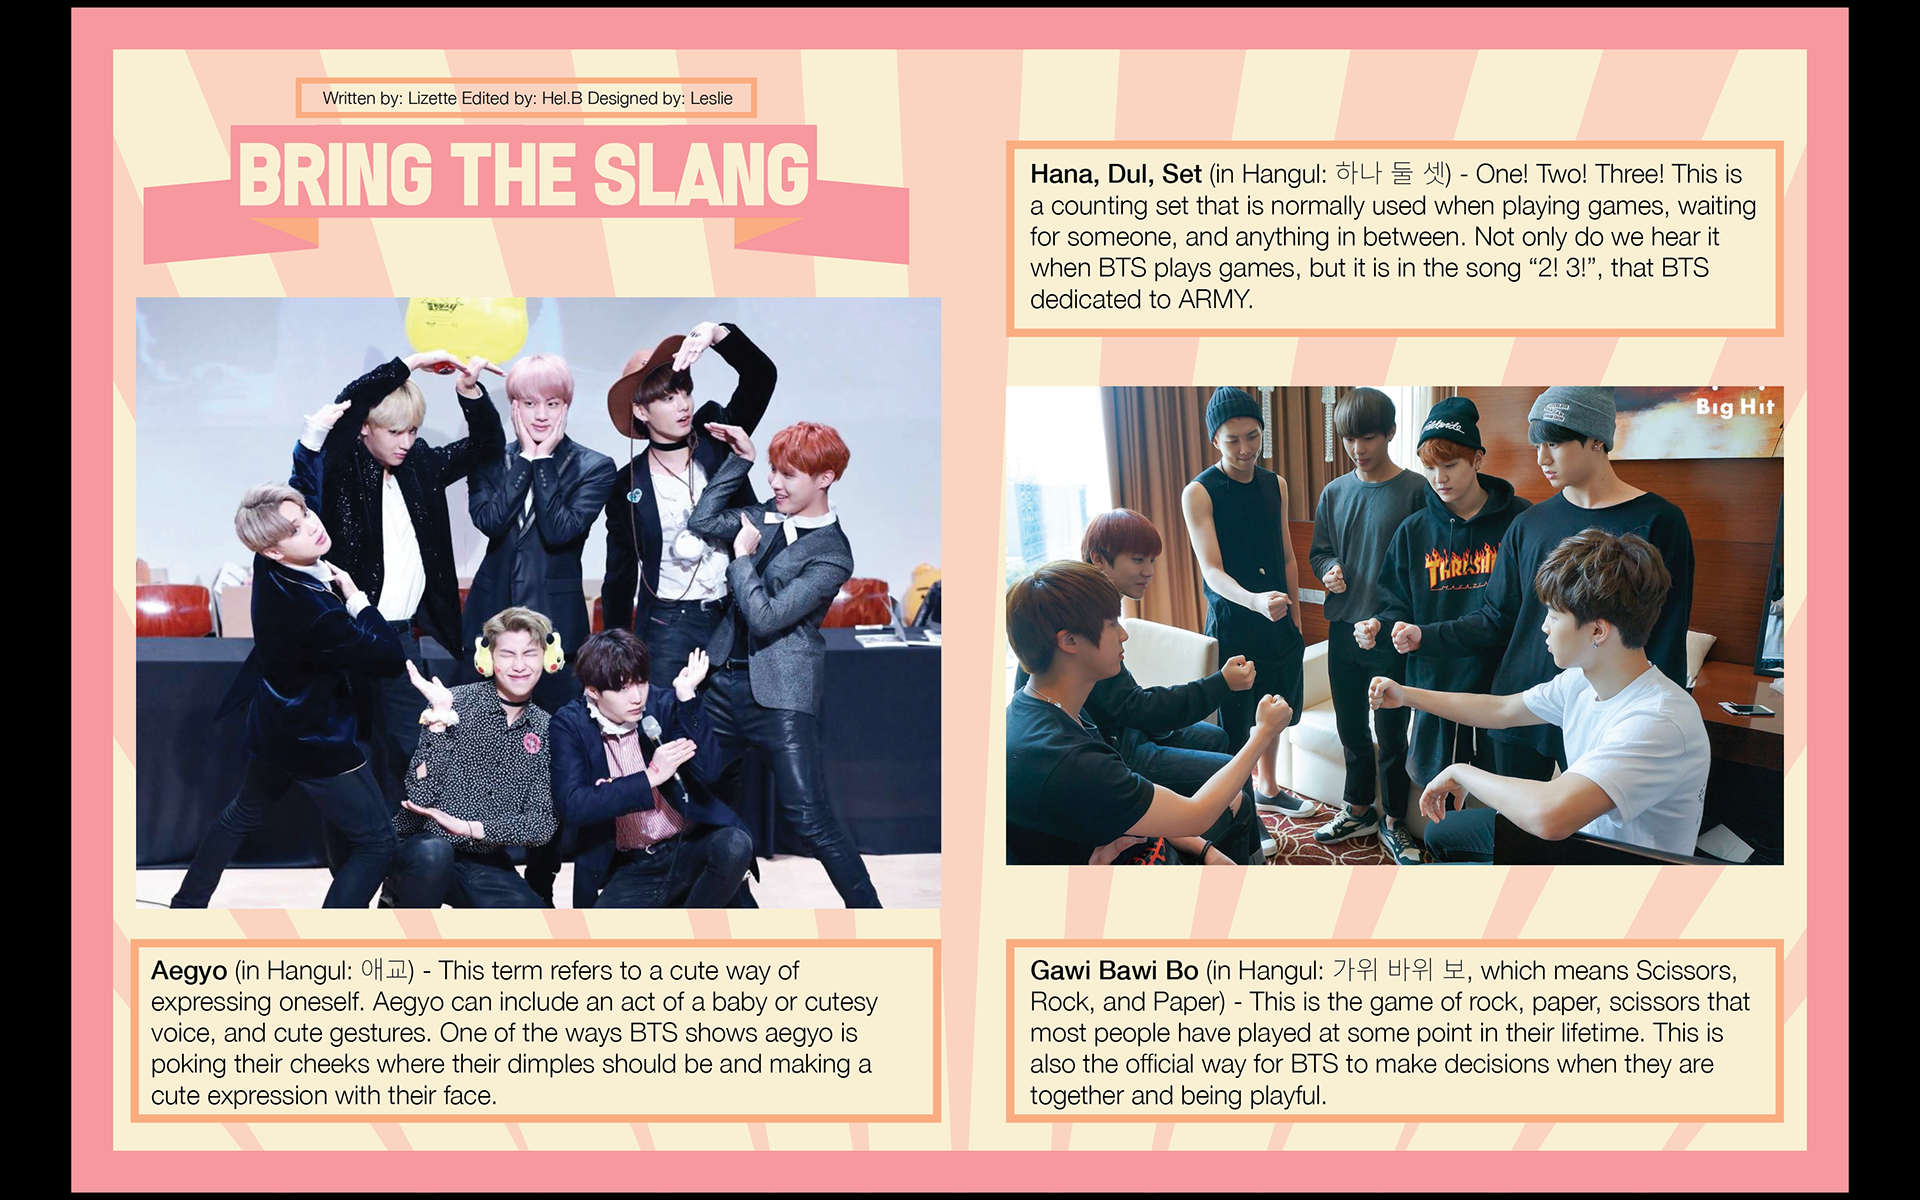 Written by: Lizette Edited by: Hel.B Designed by: Leslie
BRING THE SLANG
Aegyo (in Hangul: 애교) - This term refers to a cute way of
expressing oneself. Aegyo can include an act of a baby or cutesy
voice, and cute gestures. One of the ways BTS shows aegyo is
poking their cheeks where their dimples should be and making a
cute expression with their face.
Hana, Dul, Set (in Hangul: 하나 둘 셋) - One! Two! Three! This is
a counting set that is normally used when playing games, waiting
for someone, and anything in between. Not only do we hear it
when BTS plays games, but it is in the song “2! 3!”, that BTS
dedicated to ARMY.
Big Hit
THRASH
Gawi Bawi Bo (in Hangul: 가위 바위 보, which means Scissors,
Rock, and Paper) - This is the game of rock, paper, scissors that
most people have played at some point in their lifetime. This is
also the official way for BTS to make decisions when they are
together and being playful.